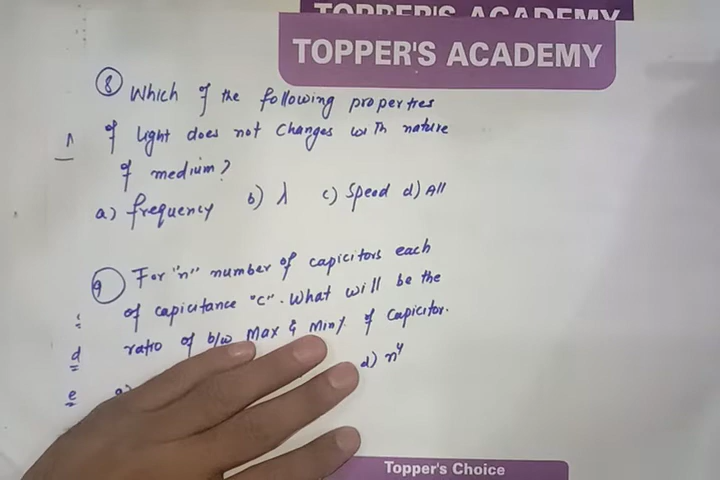 TOPPER'S ACADEMY
TOPPER'S ACADEMY
8 Which of the following properties
of light does not changes with nature
of medium?
a) frequency b) λ c) Speed d) All
9 For "n" number of capicitors each
of capicitance "c". What will be the
ratio of b/w Max & Min of Capicitor.
d
a) d) n⁴
e
Topper's Choice